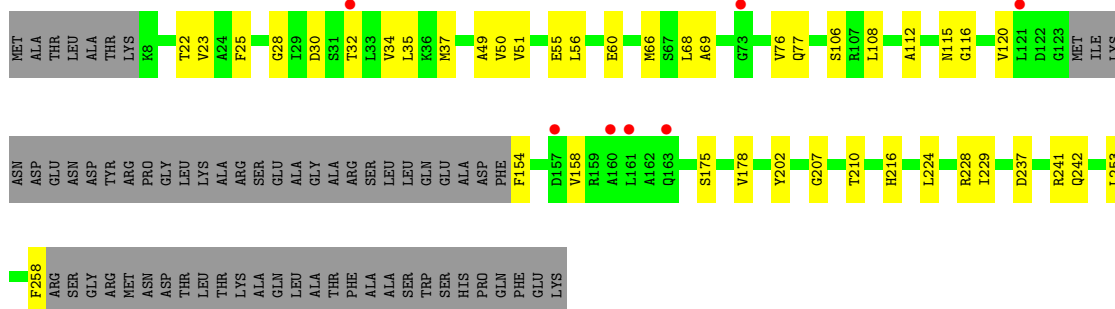 MET ALA THR LEU ALA THR LYS K8 T22 V23 A24 F25 G28 I29 D30 S31 T32 L33 V34 L35 K36 M37 A49 V50 V51 E55 L56 E60 M66 S67 L68 A69 G73 V76 Q77 S106 R107 L108 A112 N115 G116 V120 L121 D122 G123 MET ILE LYS
ASN ASP GLU ASN ASP TYR ARG PRO GLY LEU LYS ALA ARG SER GLU ALA GLY ALA ARG SER LEU LEU GLN GLU ALA ASP PHE F154 D157 V158 R159 A160 L161 A162 Q163 S175 V178 Y202 G207 T210 H216 L224 R228 I229 D237 R241 Q242 L253
F258 ARG SER GLY ARG MET ASN ASP THR LEU THR LYS ALA GLN LEU ALA THR PHE ALA ALA SER TRP SER HIS PRO GLN PHE GLU LYS